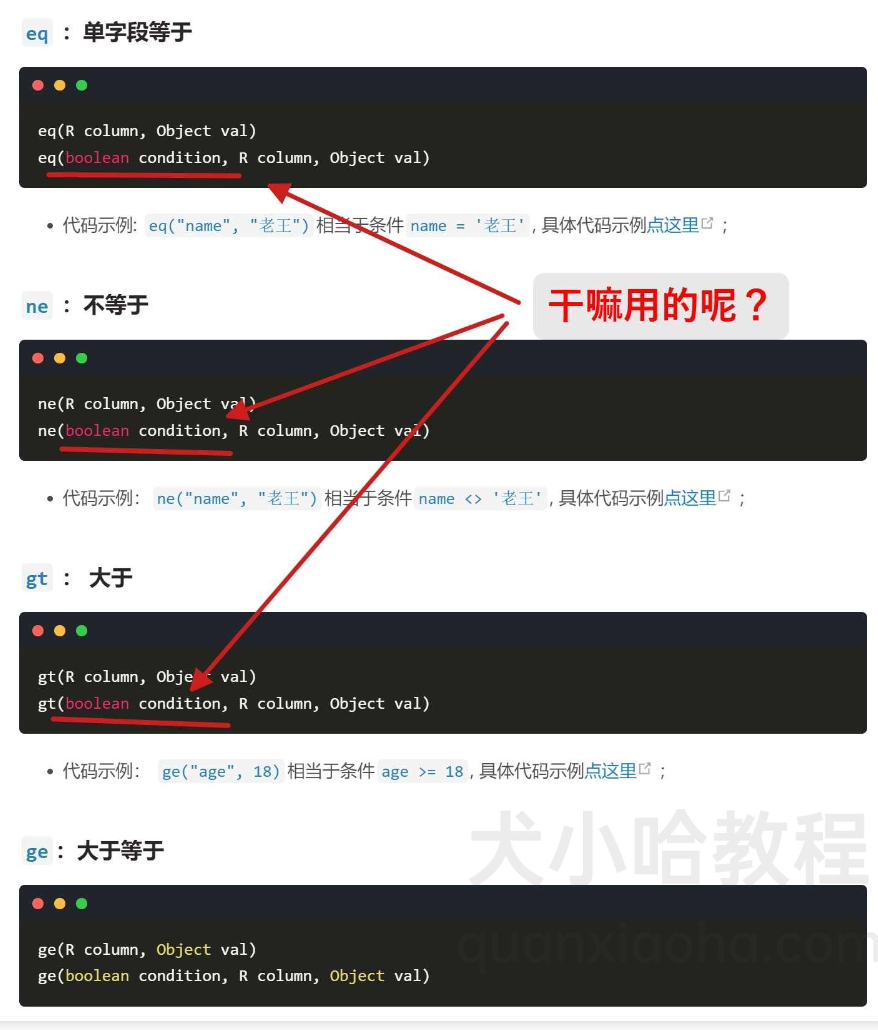 eq ： 单字段等于
eq(R column, Object val)
eq(boolean condition, R column, Object val)
• 代码示例: eq("name", "老王") 相当于条件 name = '老王' , 具体代码示例点这里 ；
干嘛用的呢？
ne ： 不等于
ne(R column, Object val)
ne(boolean condition, R column, Object val)
• 代码示例： ne("name", "老王") 相当于条件 name <> '老王' , 具体代码示例点这里 ；
gt ： 大于
gt(R column, Object val)
gt(boolean condition, R column, Object val)
• 代码示例： ge("age", 18) 相当于条件 age >= 18 , 具体代码示例点这里 ；
犬小哈教程
ge ： 大于等于
quanxiaoha.com
ge(R column, Object val)
ge(boolean condition, R column, Object val)